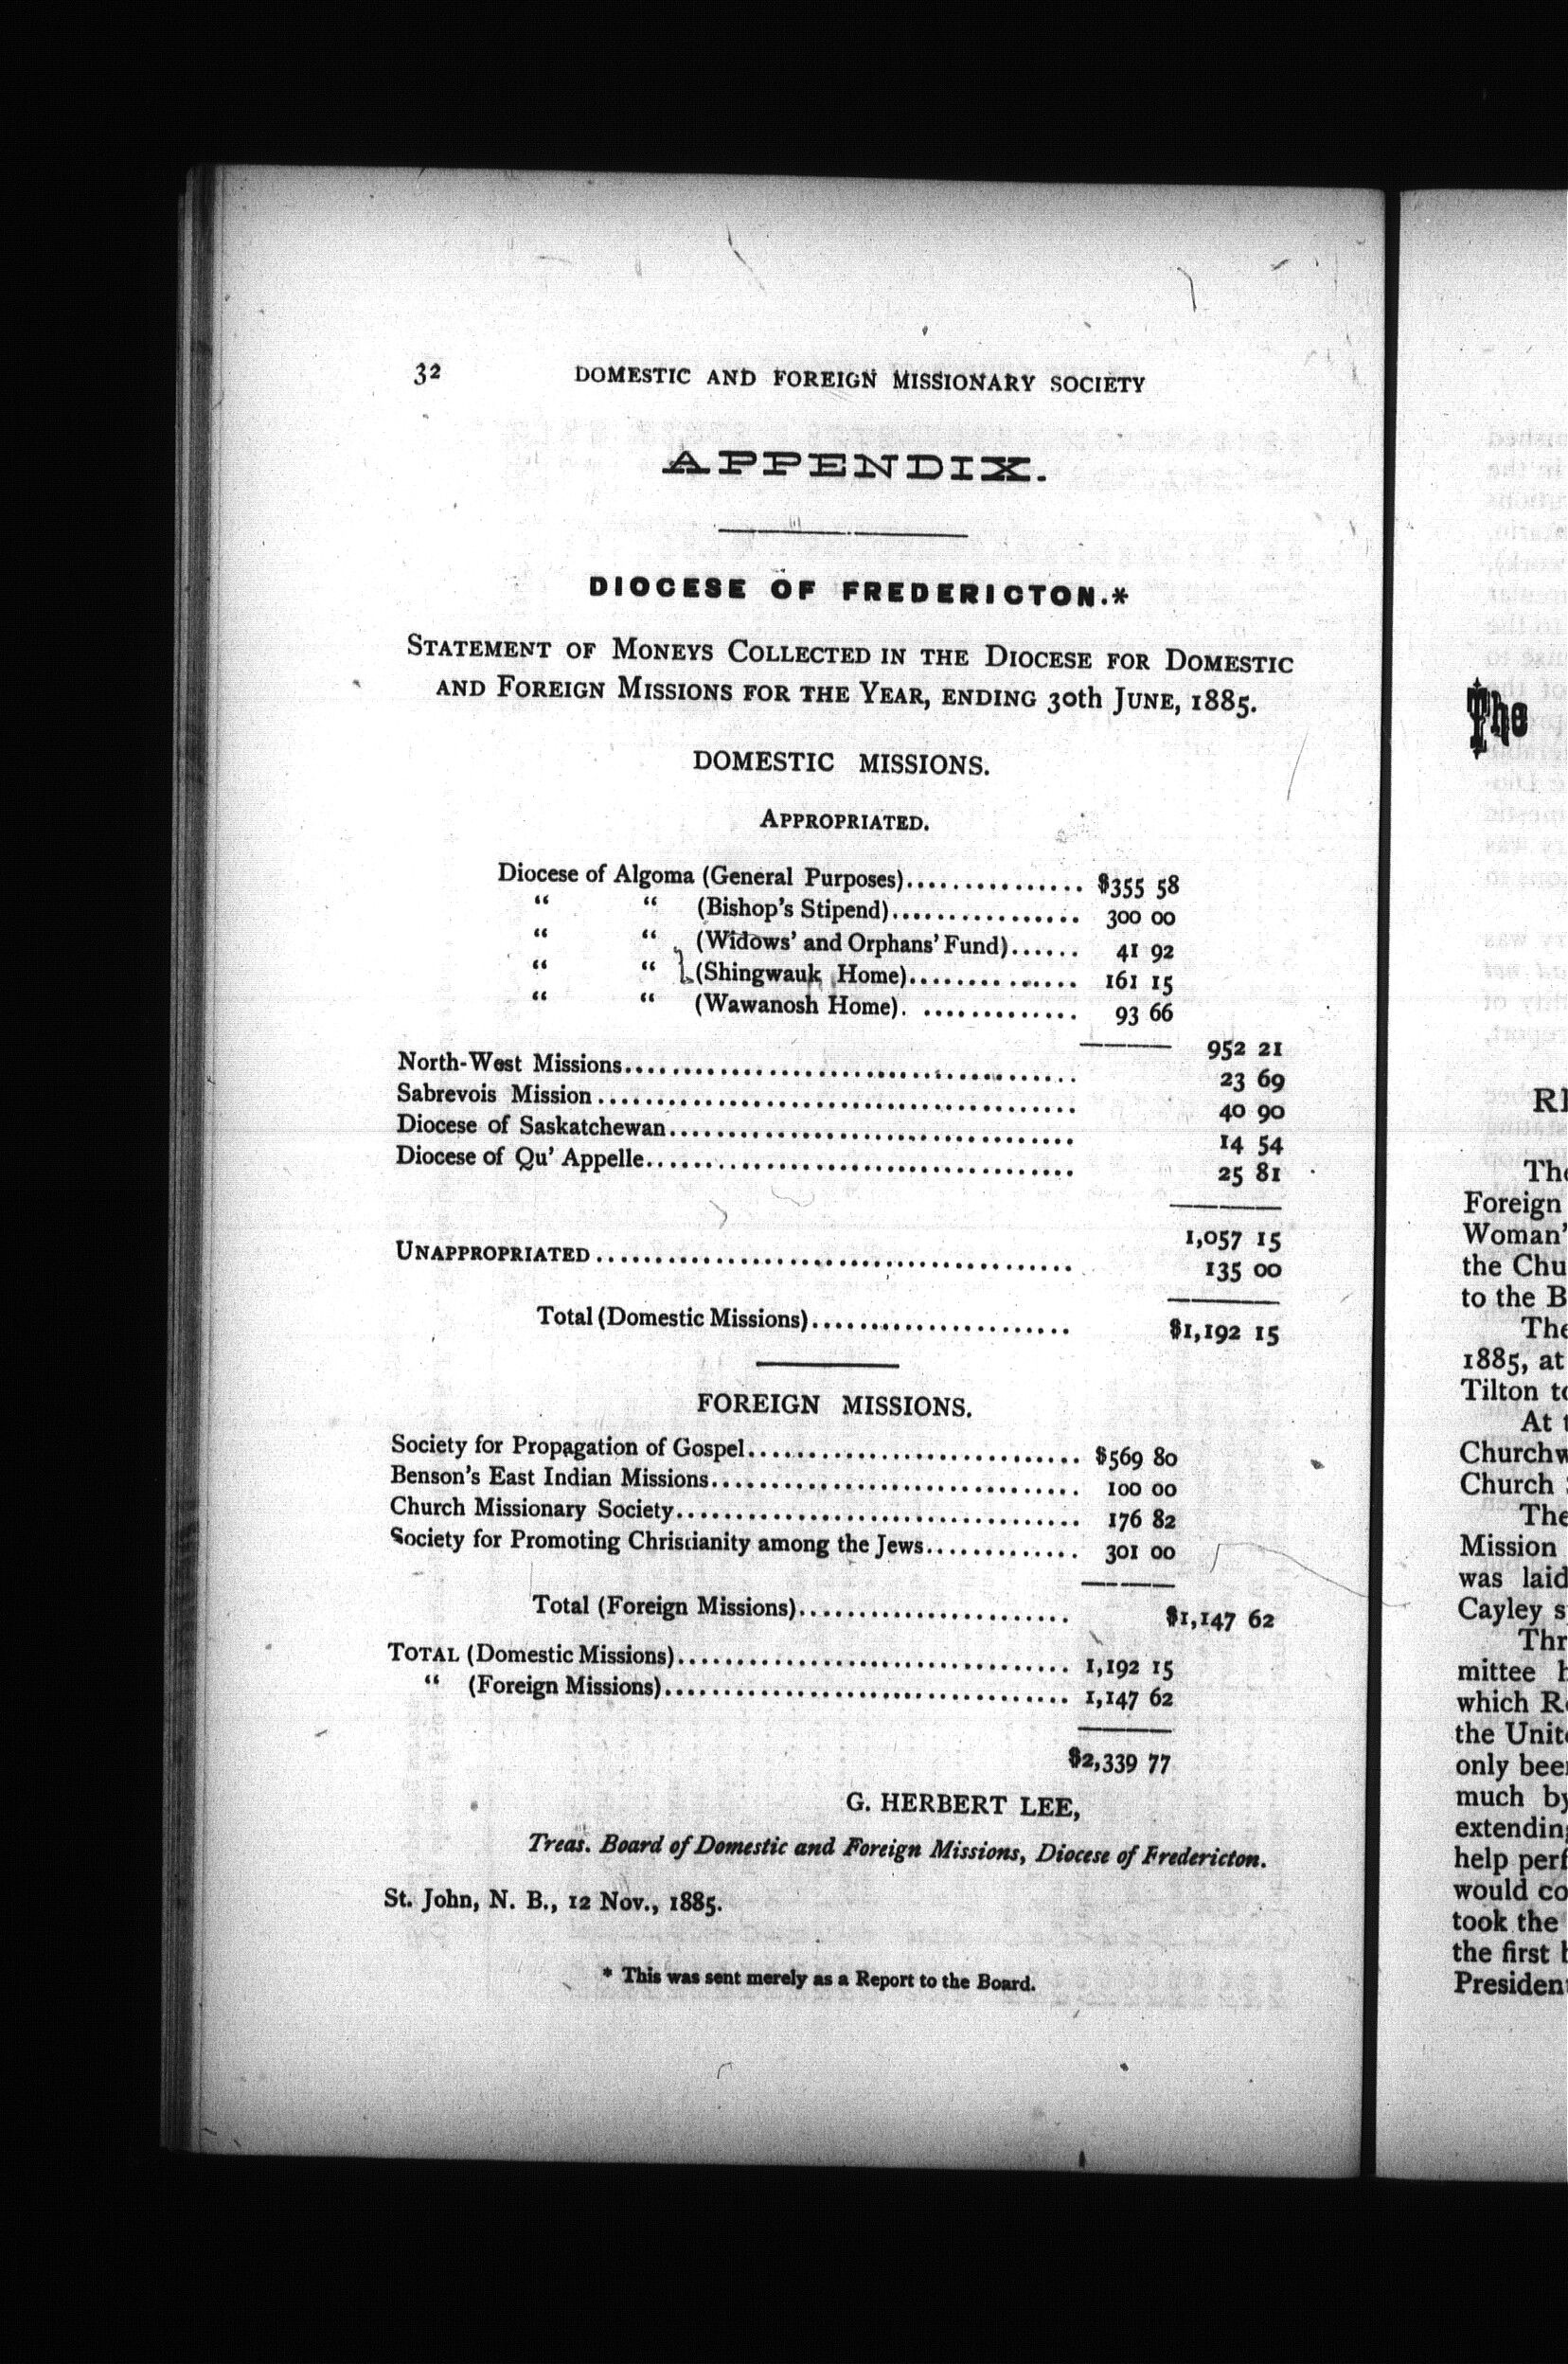 32 DOMESTIC AND FOREIGN MISSIONARY SOCIETY
APPENDIX.
DIOCESE OF FREDERICTON.*
STATEMENT OF MONEYS COLLECTED IN THE DIOCESE FOR DOMESTIC
AND FOREIGN MISSIONS FOR THE YEAR, ENDING 30th JUNE, 1885.
DOMESTIC MISSIONS.
APPROPRIATED.
Diocese of Algoma (General Purposes)............... $355 58
“ “ (Bishop's Stipend)................ 300 00
“ “ (Widows' and Orphans' Fund)...... 41 92
“ “ (Shingwauk Home)............... 161 15
“ “ (Wawanosh Home). ............. 93 66
952 21
North-West Missions....................................... 23 69
Sabrevois Mission......................................... 40 90
Diocese of Saskatchewan................................... 14 54
Diocese of Qu' Appelle..................................... 25 81
1,057 15
UNAPPROPRIATED......................................... 135 00
Total (Domestic Missions)...................... $1,192 15
FOREIGN MISSIONS.
Society for Propagation of Gospel............................ $569 80
Benson's East Indian Missions............................... 100 00
Church Missionary Society.................................. 176 82
Society for Promoting Christianity among the Jews............. 301 00
Total (Foreign Missions)....................... $1,147 62
TOTAL (Domestic Missions).................................. 1,192 15
“ (Foreign Missions)................................... 1,147 62
$2,339 77
G. HERBERT LEE,
Treas. Board of Domestic and Foreign Missions, Diocese of Fredericton.
St. John, N. B., 12 Nov., 1885.
* This was sent merely as a Report to the Board.
The
Foreign
Woman'
the Chu
to the B
The
1885, at
Tilton to
At
Churchw
Church
The
Mission
was laid
Cayley s
Thr
mittee
which R
the Unit
only bee
much by
extending
help perf
would co
took the
the first
Presiden